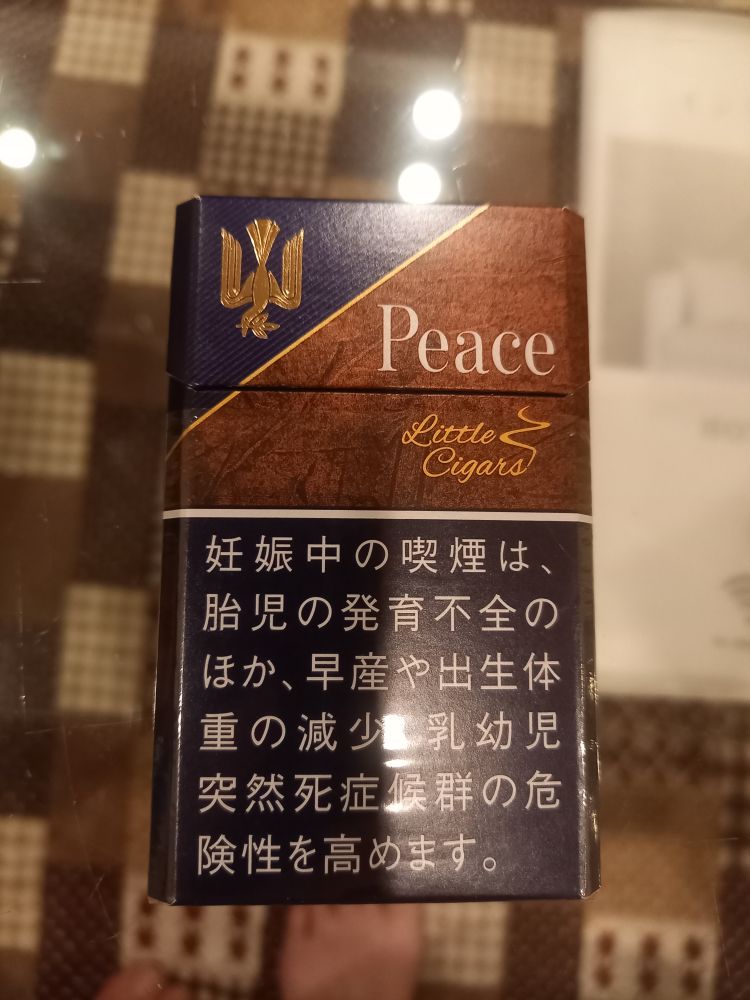 Peace
Little
Cigars
妊娠中の喫煙は、
胎児の発育不全の
ほか、早産や出生体
重の減少 乳幼児
突然死症候群の危
険性を高めます。